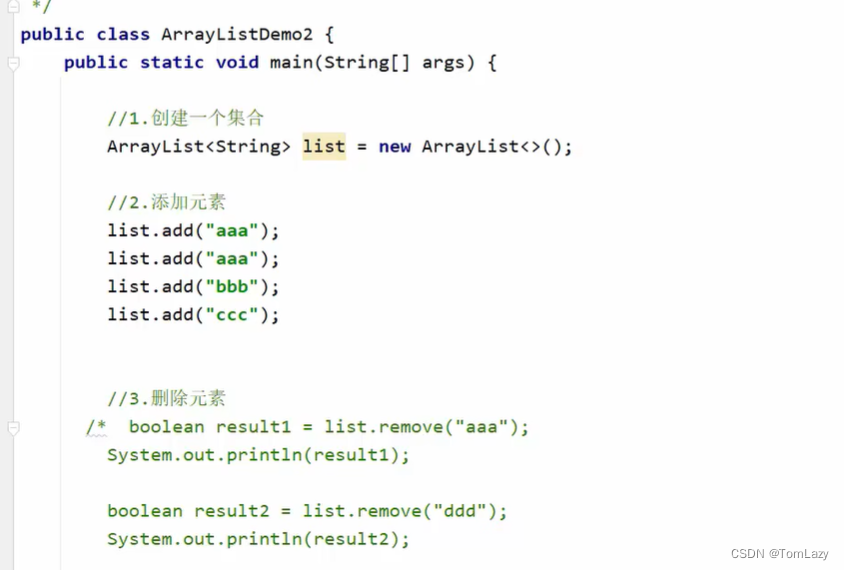 */
public class ArrayListDemo2 {
public static void main(String[] args) {
//1.创建一个集合
ArrayList<String> list = new ArrayList<>();
//2.添加元素
list.add("aaa");
list.add("aaa");
list.add("bbb");
list.add("ccc");
//3.删除元素
/* boolean result1 = list.remove("aaa");
System.out.println(result1);
boolean result2 = list.remove("ddd");
System.out.println(result2);
CSDN @TomLazy